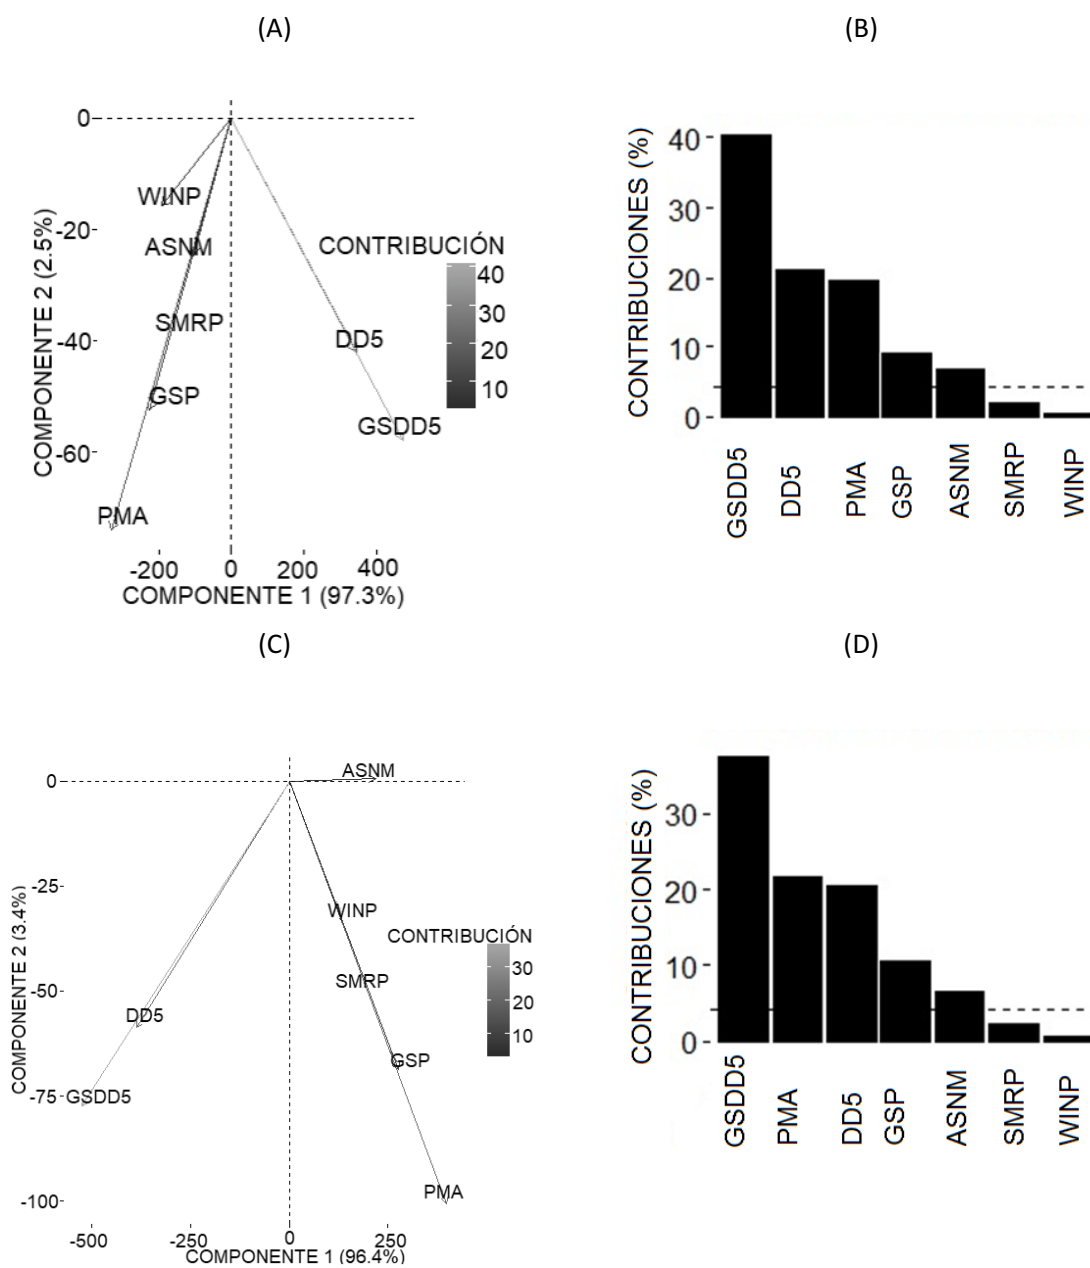 (A)
(B)
0
-20
-40
-60
COMPONENTE 2 (2.5%)
WINP
ASNM
SMRP
GSP
PMA
DD5
GSDD5
CONTRIBUCIÓN
40
30
20
10
-200
0
200
400
COMPONENTE 1 (97.3%)
CONTRIBUCIONES (%)
40
30
20
10
0
GSDD5
DD5
PMA
GSP
ASNM
SMRP
WINP
(C)
(D)
0
-25
-50
-75
-100
COMPONENTE 2 (3.4%)
ASNM
WINP
SMRP
GSP
PMA
DD5
GSDD5
CONTRIBUCIÓN
30
20
10
-500
-250
0
250
COMPONENTE 1 (96.4%)
CONTRIBUCIONES (%)
30
20
10
0
GSDD5
PMA
DD5
GSP
ASNM
SMRP
WINP